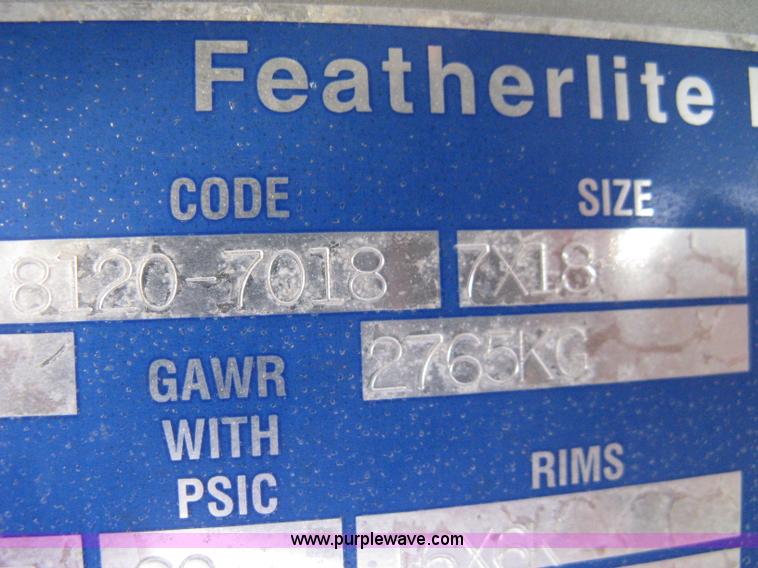 Featherlite
CODE SIZE
8120-7018 7X18
GAWR 2765KG
WITH
PSIC RIMS
www.purplewave.com